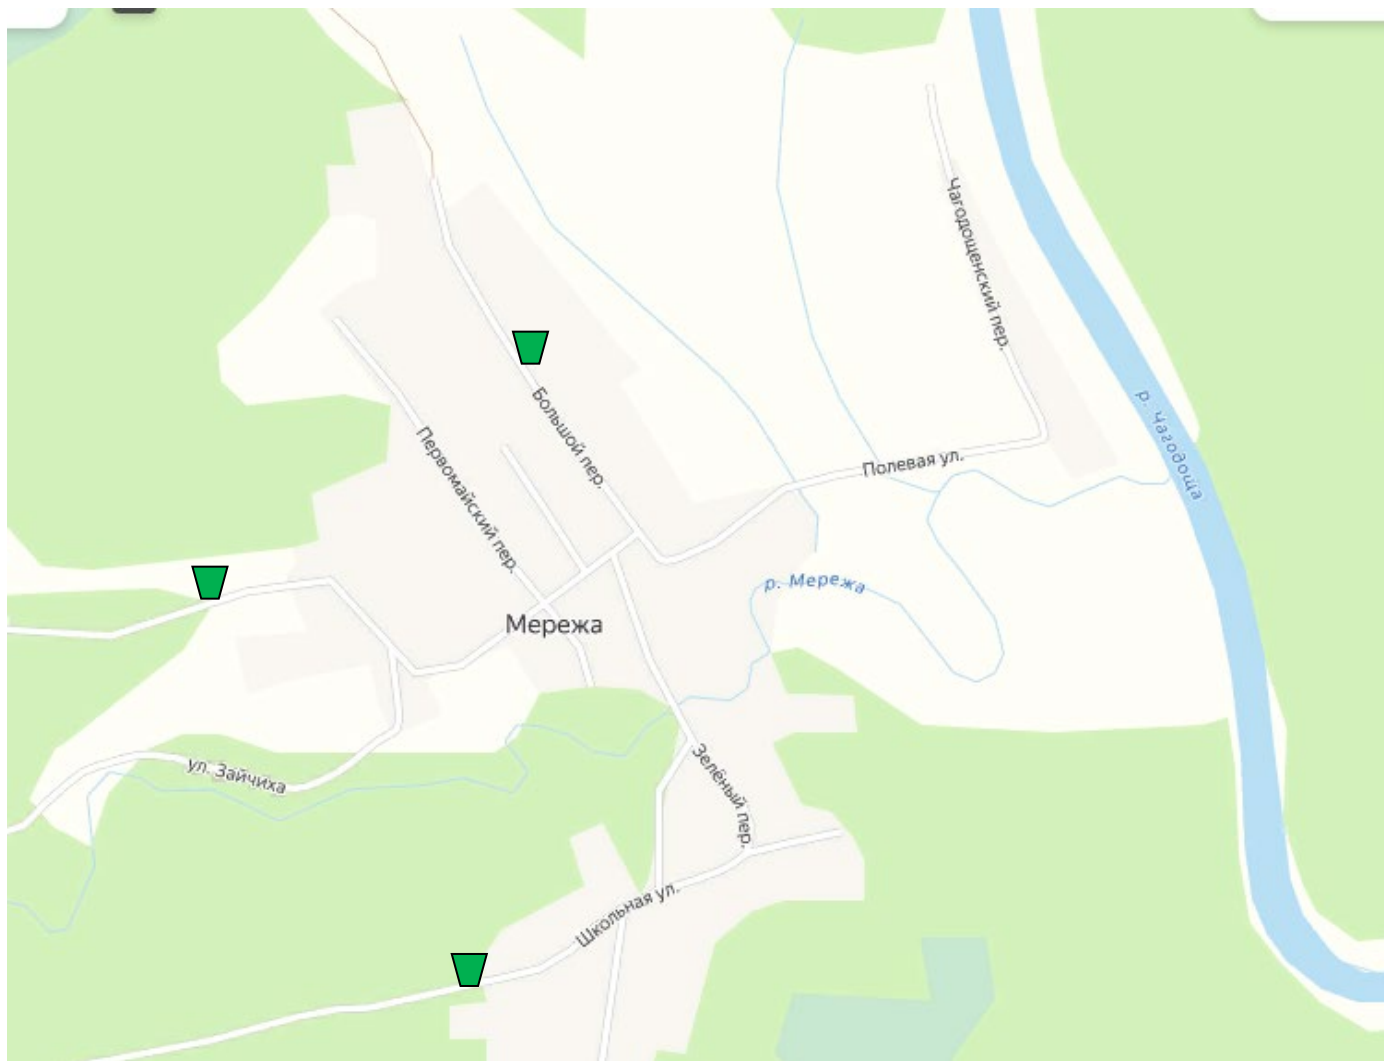 Чагодощенский пер.
Большой пер.
р. Чагодоща
Первомайский пер.
Полевая ул.
р. Мережа
Мережа
ул. Зайчиха
Зелёный пер.
Школьная ул.